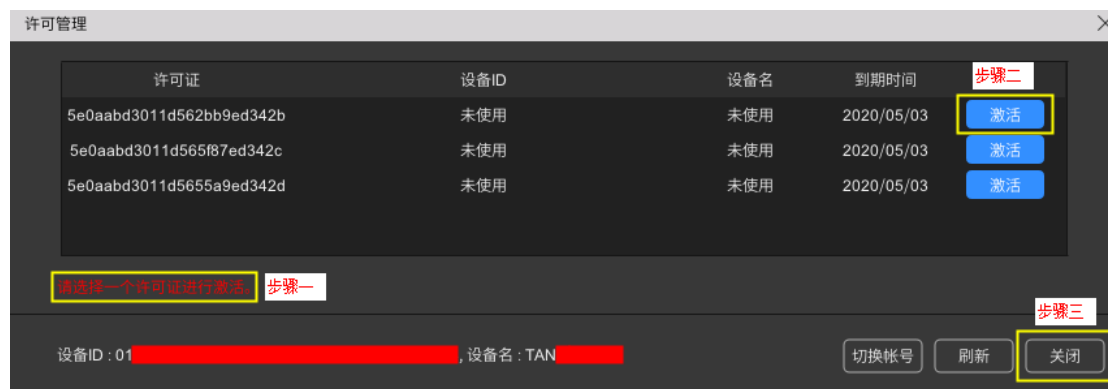 许可管理
许可证 设备ID 设备名 到期时间 步骤二
5e0aabd3011d562bb9ed342b 未使用 未使用 2020/05/03 激活
5e0aabd3011d565f87ed342c 未使用 未使用 2020/05/03 激活
5e0aabd3011d5655a9ed342d 未使用 未使用 2020/05/03 激活
请选择一个许可证进行激活。 步骤一
步骤三
设备ID : 01 , 设备名 : TAN 切换帐号 刷新 关闭